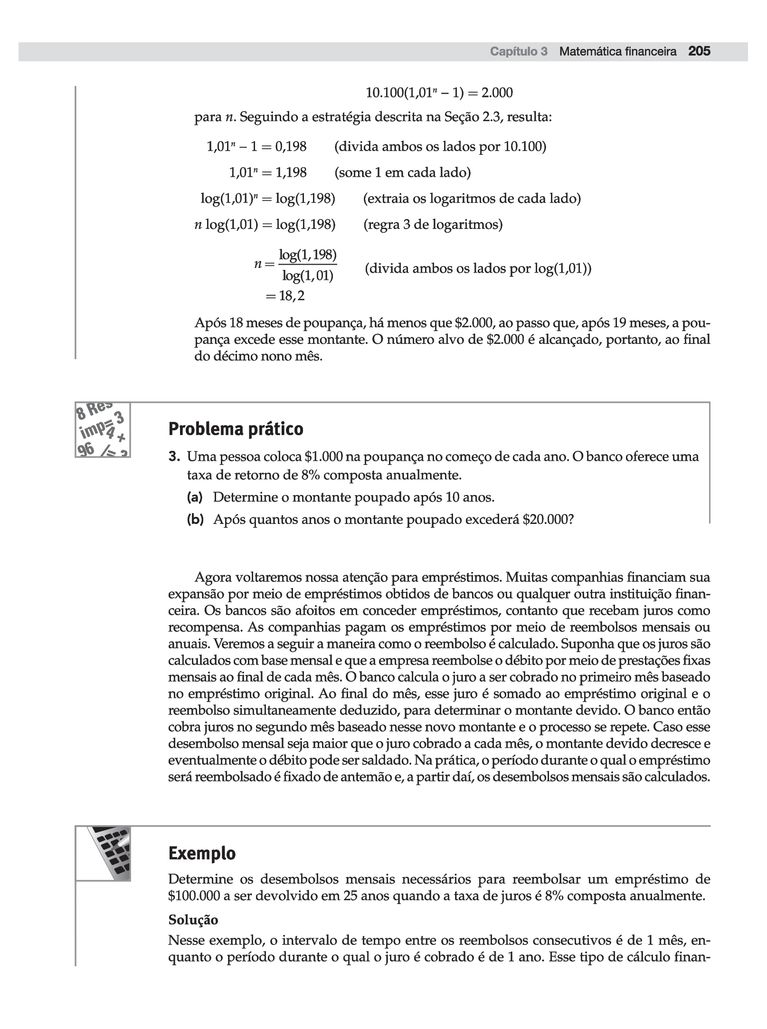 Capítulo 3 Matemática financeira 205
10.100(1,01ⁿ – 1) = 2.000
para n. Seguindo a estratégia descrita na Seção 2.3, resulta:
1,01ⁿ – 1 = 0,198 (divida ambos os lados por 10.100)
1,01ⁿ = 1,198 (some 1 em cada lado)
log(1,01)ⁿ = log(1,198) (extraia os logaritmos de cada lado)
n log(1,01) = log(1,198) (regra 3 de logaritmos)
n = log(1,198) / log(1,01) (divida ambos os lados por log(1,01))
= 18,2
Após 18 meses de poupança, há menos que $2.000, ao passo que, após 19 meses, a pou-
pança excede esse montante. O número alvo de $2.000 é alcançado, portanto, ao final
do décimo nono mês.
8 Res
imp= 3
4 +
96 /= 3
Problema prático
3. Uma pessoa coloca $1.000 na poupança no começo de cada ano. O banco oferece uma
taxa de retorno de 8% composta anualmente.
(a) Determine o montante poupado após 10 anos.
(b) Após quantos anos o montante poupado excederá $20.000?
Agora voltaremos nossa atenção para empréstimos. Muitas companhias financiam sua
expansão por meio de empréstimos obtidos de bancos ou qualquer outra instituição finan-
ceira. Os bancos são afoitos em conceder empréstimos, contanto que recebam juros como
recompensa. As companhias pagam os empréstimos por meio de reembolsos mensais ou
anuais. Veremos a seguir a maneira como o reembolso é calculado. Suponha que os juros são
calculados com base mensal e que a empresa reembolse o débito por meio de prestações fixas
mensais ao final de cada mês. O banco calcula o juro a ser cobrado no primeiro mês baseado
no empréstimo original. Ao final do mês, esse juro é somado ao empréstimo original e o
reembolso simultaneamente deduzido, para determinar o montante devido. O banco então
cobra juros no segundo mês baseado nesse novo montante e o processo se repete. Caso esse
desembolso mensal seja maior que o juro cobrado a cada mês, o montante devido decresce e
eventualmente o débito pode ser saldado. Na prática, o período durante o qual o empréstimo
será reembolsado é fixado de antemão e, a partir daí, os desembolsos mensais são calculados.
Exemplo
Determine os desembolsos mensais necessários para reembolsar um empréstimo de
$100.000 a ser devolvido em 25 anos quando a taxa de juros é 8% composta anualmente.
Solução
Nesse exemplo, o intervalo de tempo entre os reembolsos consecutivos é de 1 mês, en-
quanto o período durante o qual o juro é cobrado é de 1 ano. Esse tipo de cálculo finan-